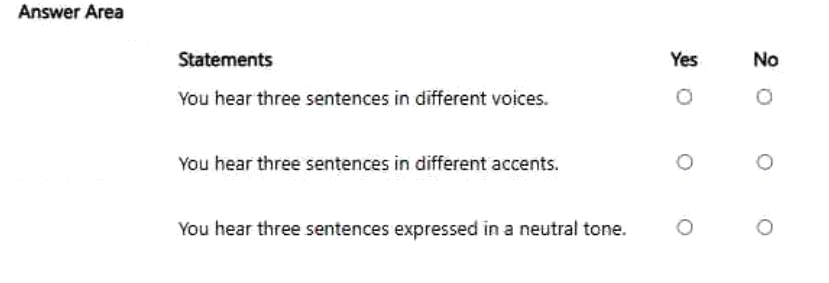 Answer Area
Statements Yes No
You hear three sentences in different voices.
You hear three sentences in different accents.
You hear three sentences expressed in a neutral tone.